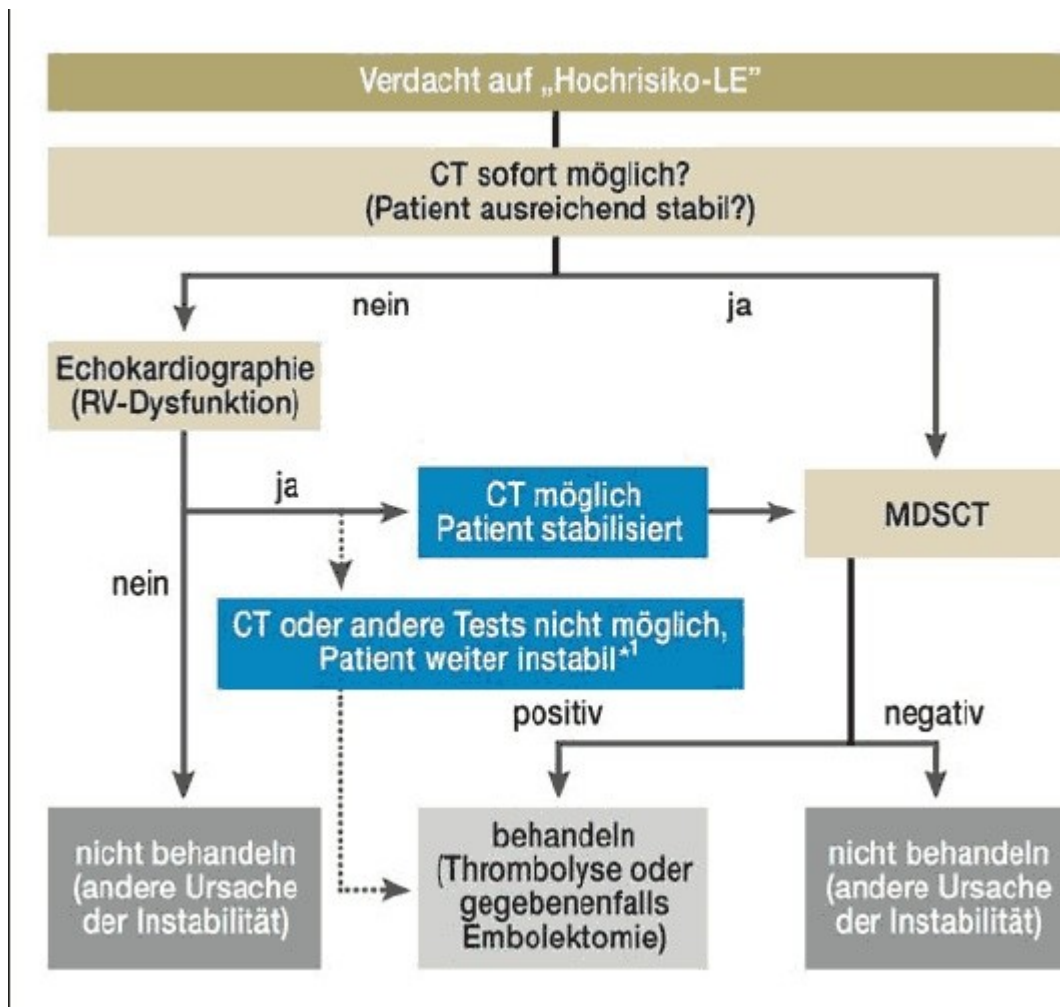 Verdacht auf „Hochrisiko-LE”
CT sofort möglich?
(Patient ausreichend stabil?)
nein
ja
Echokardiographie
(RV-Dysfunktion)
ja
CT möglich
Patient stabilisiert
MDSCT
nein
CT oder andere Tests nicht möglich,
Patient weiter instabil*¹
positiv
negativ
nicht behandeln
(andere Ursache
der Instabilität)
behandeln
(Thrombolyse oder
gegebenenfalls
Embolektomie)
nicht behandeln
(andere Ursache
der Instabilität)